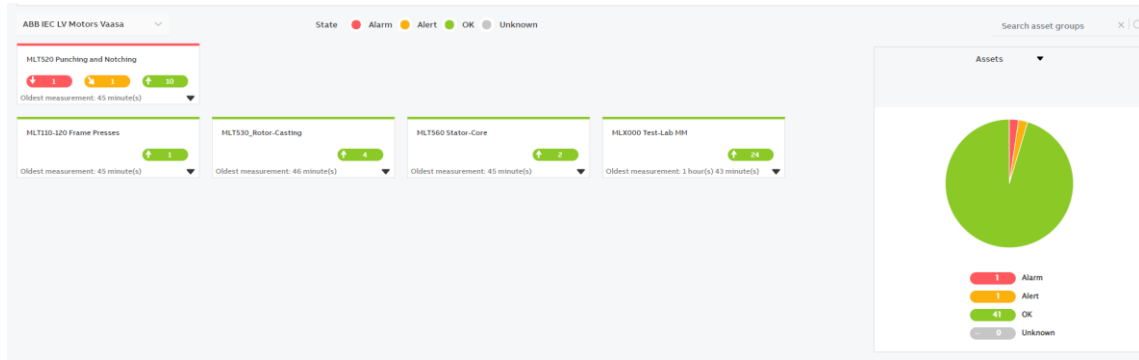 ABB IEC LV Motors Vaasa
State Alarm Alert OK Unknown
Search asset groups
MLT520 Punching and Notching
1 1 10
Oldest measurement: 45 minute(s)
MLT110-120 Frame Presses
1
Oldest measurement: 45 minute(s)
MLT530_Rotor-Casting
4
Oldest measurement: 46 minute(s)
MLT560 Stator-Core
2
Oldest measurement: 45 minute(s)
MLX000 Test-Lab MM
24
Oldest measurement: 1 hour(s) 43 minute(s)
Assets
1 Alarm
1 Alert
41 OK
0 Unknown